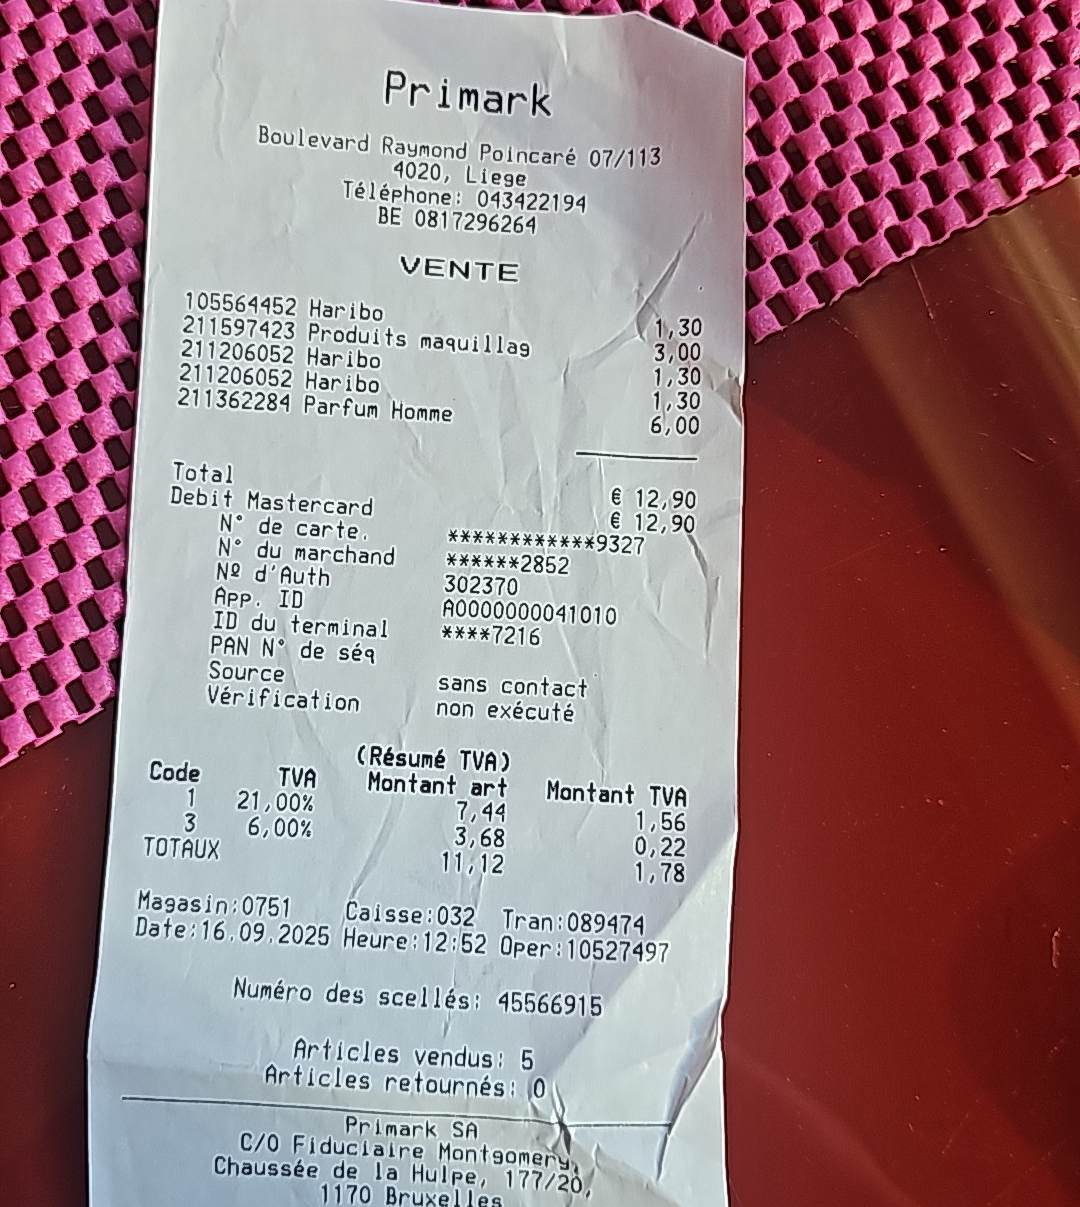 Primark
Boulevard Raymond Poincaré 07/113
4020, Liege
Téléphone: 043422194
BE 0817296264
VENTE
105564452 Haribo 1,30
211597423 Produits maquillag 3,00
211206052 Haribo 1,30
211206052 Haribo 1,30
211362284 Parfum Homme 6,00
Total € 12,90
Debit Mastercard € 12,90
N° de carte. ************9327
N° du marchand ******2852
Nº d'Auth 302370
App. ID A0000000041010
ID du terminal ****7216
PAN N° de séq
Source sans contact
Vérification non exécuté
(Résumé TVA)
Code TVA Montant art Montant TVA
1 21,00% 7,44 1,56
3 6,00% 3,68 0,22
TOTAUX 11,12 1,78
Magasin:0751 Caisse:032 Tran:089474
Date:16.09.2025 Heure:12:52 Oper:10527497
Numéro des scellés: 45566915
Articles vendus: 5
Articles retournés: 0
Primark SA
C/O Fiduciaire Montgomery,
Chaussée de la Hulpe, 177/20,
1170 Bruxelles